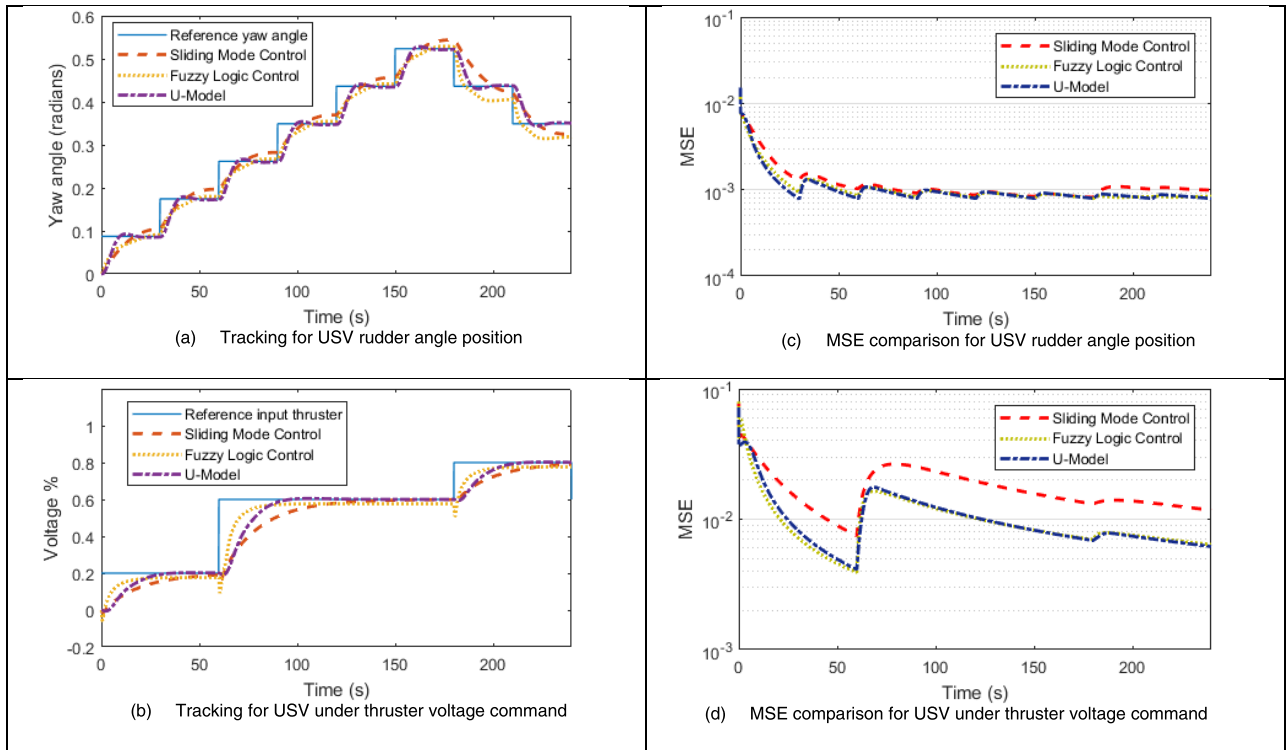 0.6
0.5
0.4
0.3
0.2
0.1
0
Yaw angle (radians)
Reference yaw angle
Sliding Mode Control
Fuzzy Logic Control
U-Model
0 50 100 150 200
Time (s)
(a) Tracking for USV rudder angle position
10-1
10-2
10-3
10-4
MSE
Sliding Mode Control
Fuzzy Logic Control
U-Model
0 50 100 150 200
Time (s)
(c) MSE comparison for USV rudder angle position
1
0.8
0.6
0.4
0.2
0
-0.2
Voltage %
Reference input thruster
Sliding Mode Control
Fuzzy Logic Control
U-Model
0 50 100 150 200
Time (s)
(b) Tracking for USV under thruster voltage command
10-1
10-2
10-3
MSE
Sliding Mode Control
Fuzzy Logic Control
U-Model
0 50 100 150 200
Time (s)
(d) MSE comparison for USV under thruster voltage command